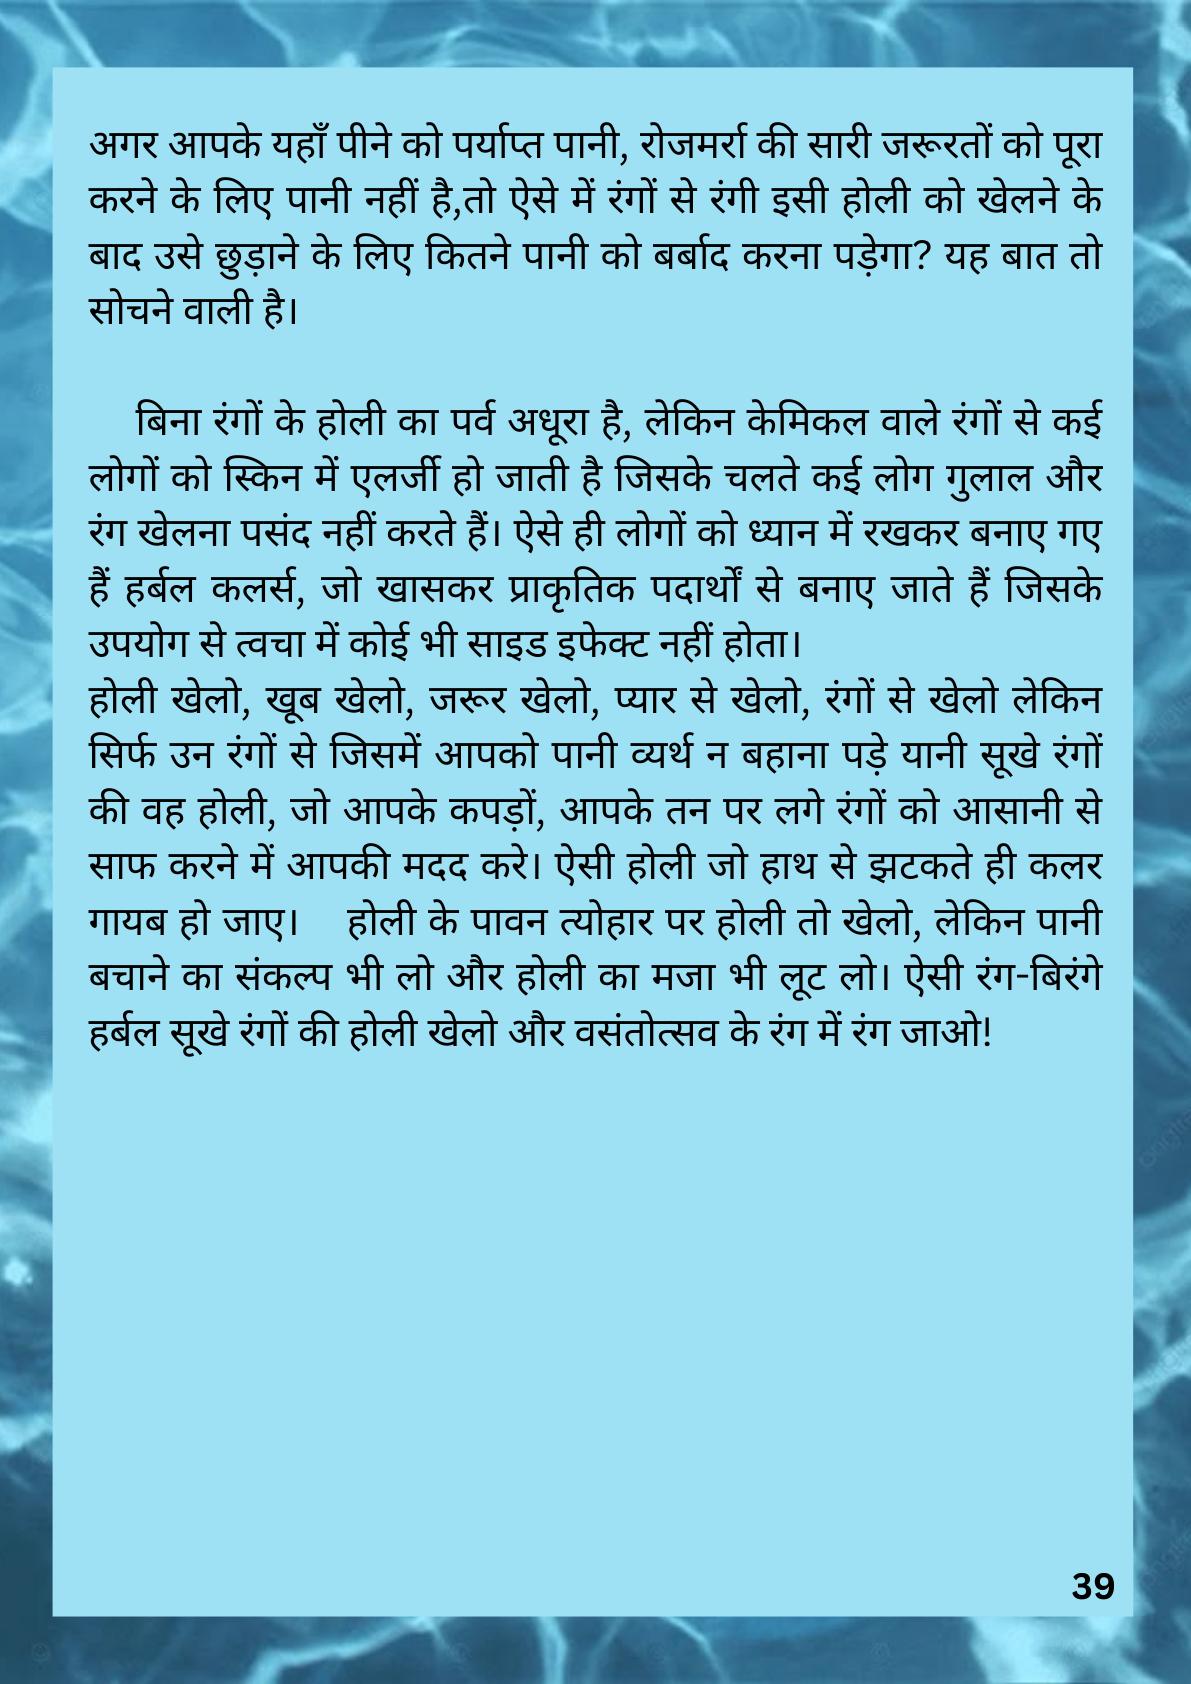 अगर आपके यहाँ पीने को पर्याप्त पानी, रोजमर्रा की सारी जरूरतों को पूरा
करने के लिए पानी नहीं है,तो ऐसे में रंगों से रंगी इसी होली को खेलने के
बाद उसे छुड़ाने के लिए कितने पानी को बर्बाद करना पड़ेगा? यह बात तो
सोचने वाली है।
बिना रंगों के होली का पर्व अधूरा है, लेकिन केमिकल वाले रंगों से कई
लोगों को स्किन में एलर्जी हो जाती है जिसके चलते कई लोग गुलाल और
रंग खेलना पसंद नहीं करते हैं। ऐसे ही लोगों को ध्यान में रखकर बनाए गए
हैं हर्बल कलर्स, जो खासकर प्राकृतिक पदार्थों से बनाए जाते हैं जिसके
उपयोग से त्वचा में कोई भी साइड इफेक्ट नहीं होता।
होली खेलो, खूब खेलो, जरूर खेलो, प्यार से खेलो, रंगों से खेलो लेकिन
सिर्फ उन रंगों से जिसमें आपको पानी व्यर्थ न बहाना पड़े यानी सूखे रंगों
की वह होली, जो आपके कपड़ों, आपके तन पर लगे रंगों को आसानी से
साफ करने में आपकी मदद करे। ऐसी होली जो हाथ से झटकते ही कलर
गायब हो जाए। होली के पावन त्योहार पर होली तो खेलो, लेकिन पानी
बचाने का संकल्प भी लो और होली का मजा भी लूट लो। ऐसी रंग-बिरंगे
हर्बल सूखे रंगों की होली खेलो और वसंतोत्सव के रंग में रंग जाओ!
39